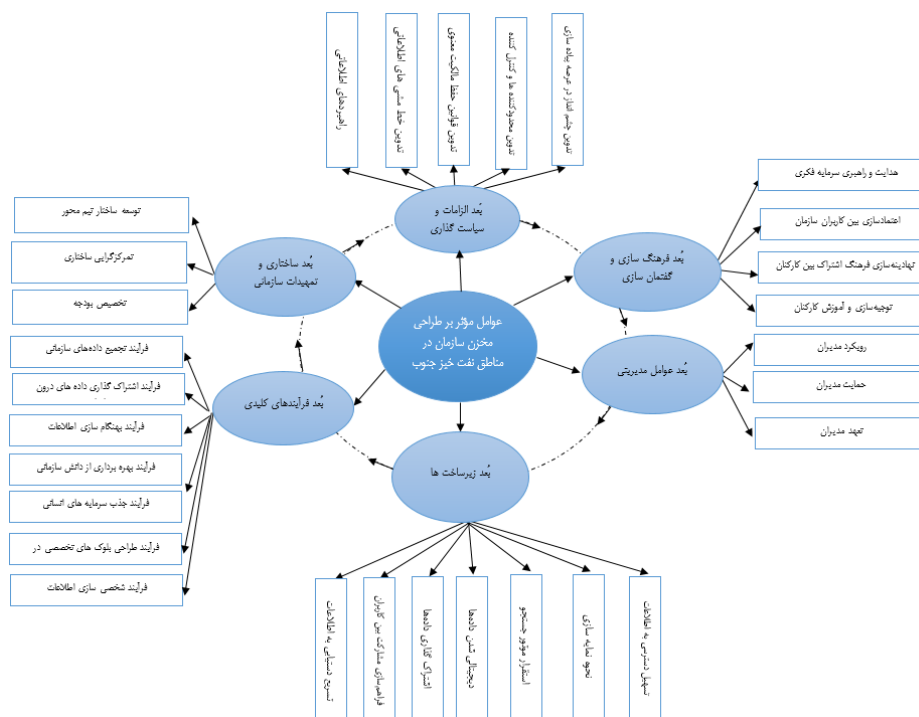 راهبردهای اطلاعاتی
تدوین خط مشی های اطلاعاتی
تدوین قوانین حفظ مالکیت معنوی
تدوین محدودکننده ها و کنترل کننده
تدوین چشم انداز در عرصه پیاده سازی
بُعد الزامات و
سیاست گذاری
هدایت و راهبری سرمایه فکری
اعتمادسازی بین کاربران سازمان
نهادینه‌سازی فرهنگ اشتراک بین کارکنان
توجیه‌سازی و آموزش کارکنان
بُعد فرهنگ سازی و
گفتمان سازی
توسعه ساختار تیم محور
تمرکزگرایی ساختاری
تخصیص بودجه
بُعد ساختاری و
تمهیدات سازمانی
عوامل مؤثر بر طراحی
مخزن سازمان در
مناطق نفت خیز جنوب
رویکرد مدیران
حمایت مدیران
تعهد مدیران
بُعد عوامل مدیریتی
فرآیند تجمیع داده‌های سازمانی
فرآیند اشتراک گذاری داده های درون
فرآیند بهنگام سازی اطلاعات
فرآیند بهره برداری از دانش سازمانی
فرآیند جذب سرمایه های انسانی
فرآیند طراحی بلوک های تخصصی در
فرآیند شخصی سازی اطلاعات
بُعد فرآیندهای کلیدی
بُعد زیرساخت ها
تسریع دستیابی به اطلاعات
فراهم‌سازی مشارکت بین کاربران
اشتراک گذاری داده‌ها
دیجیتالی شدن داده‌ها
استقرار موتور جستجو
نحوه نمایه سازی
تسهیل دسترسی به اطلاعات